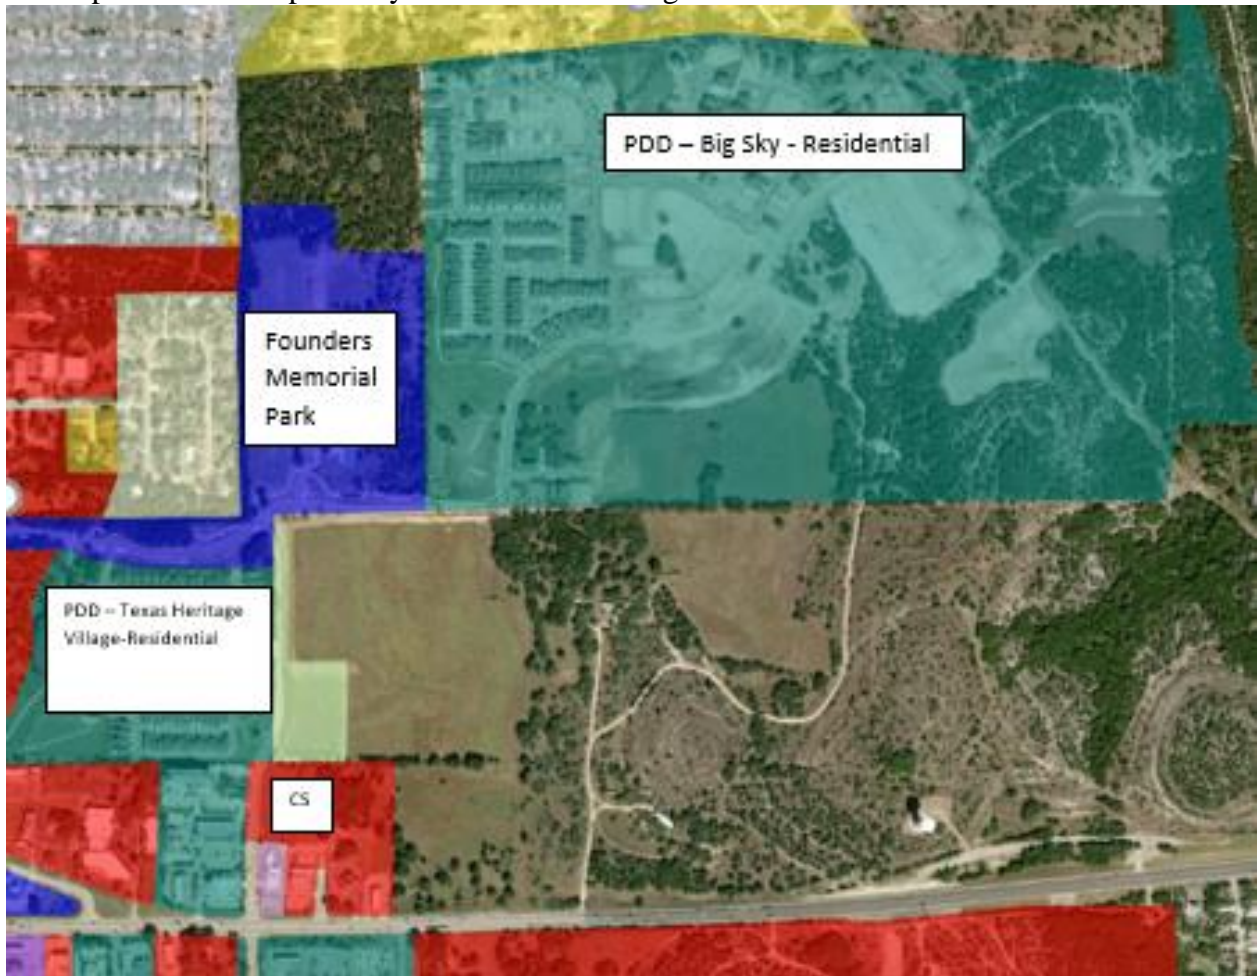 PDD – Big Sky - Residential
Founders
Memorial
Park
PDD – Texas Heritage
Village-Residential
CS